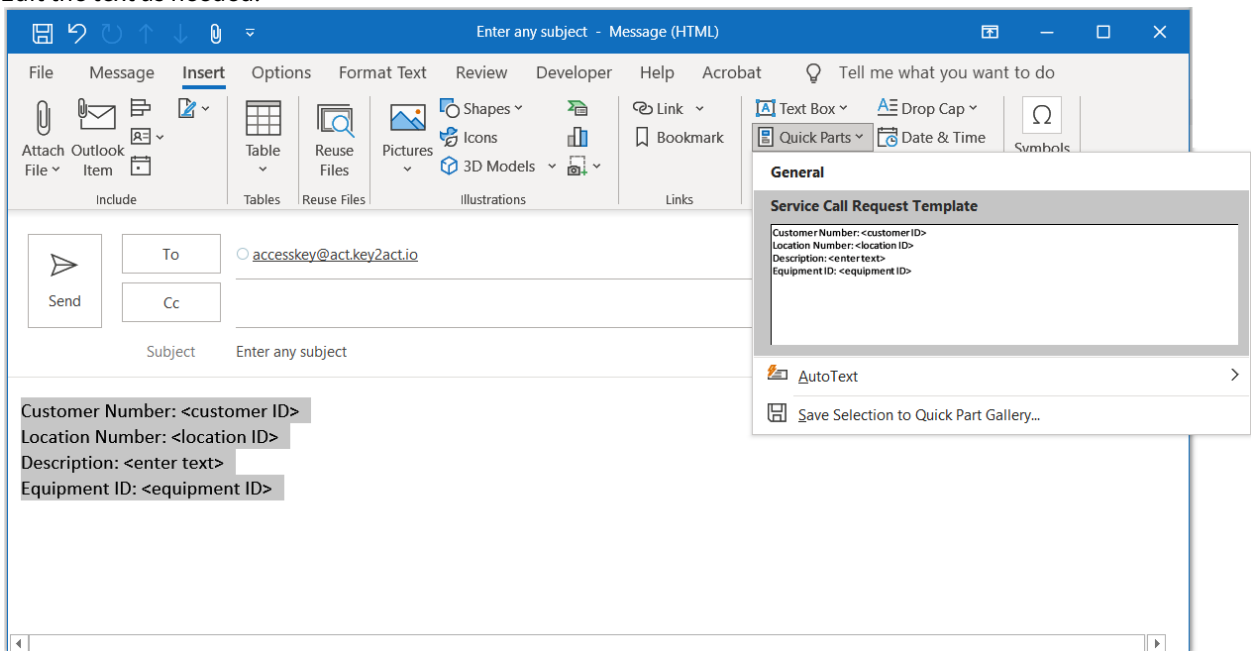 Edit the text as needed.
Enter any subject - Message (HTML)
File Message Insert Options Format Text Review Developer Help Acrobat Tell me what you want to do
Attach File Outlook Item
Include
Table
Tables
Reuse Files
Reuse Files
Pictures Shapes Icons 3D Models
Illustrations
Link
Bookmark
Links
Text Box Drop Cap
Quick Parts Date & Time
Ω
Symbols
General
Service Call Request Template
Customer Number: <customer ID>
Location Number: <location ID>
Description: <enter text>
Equipment ID: <equipment ID>
AutoText
Save Selection to Quick Part Gallery...
Send
To accesskey@act.key2act.io
Cc
Subject Enter any subject
Customer Number: <customer ID>
Location Number: <location ID>
Description: <enter text>
Equipment ID: <equipment ID>